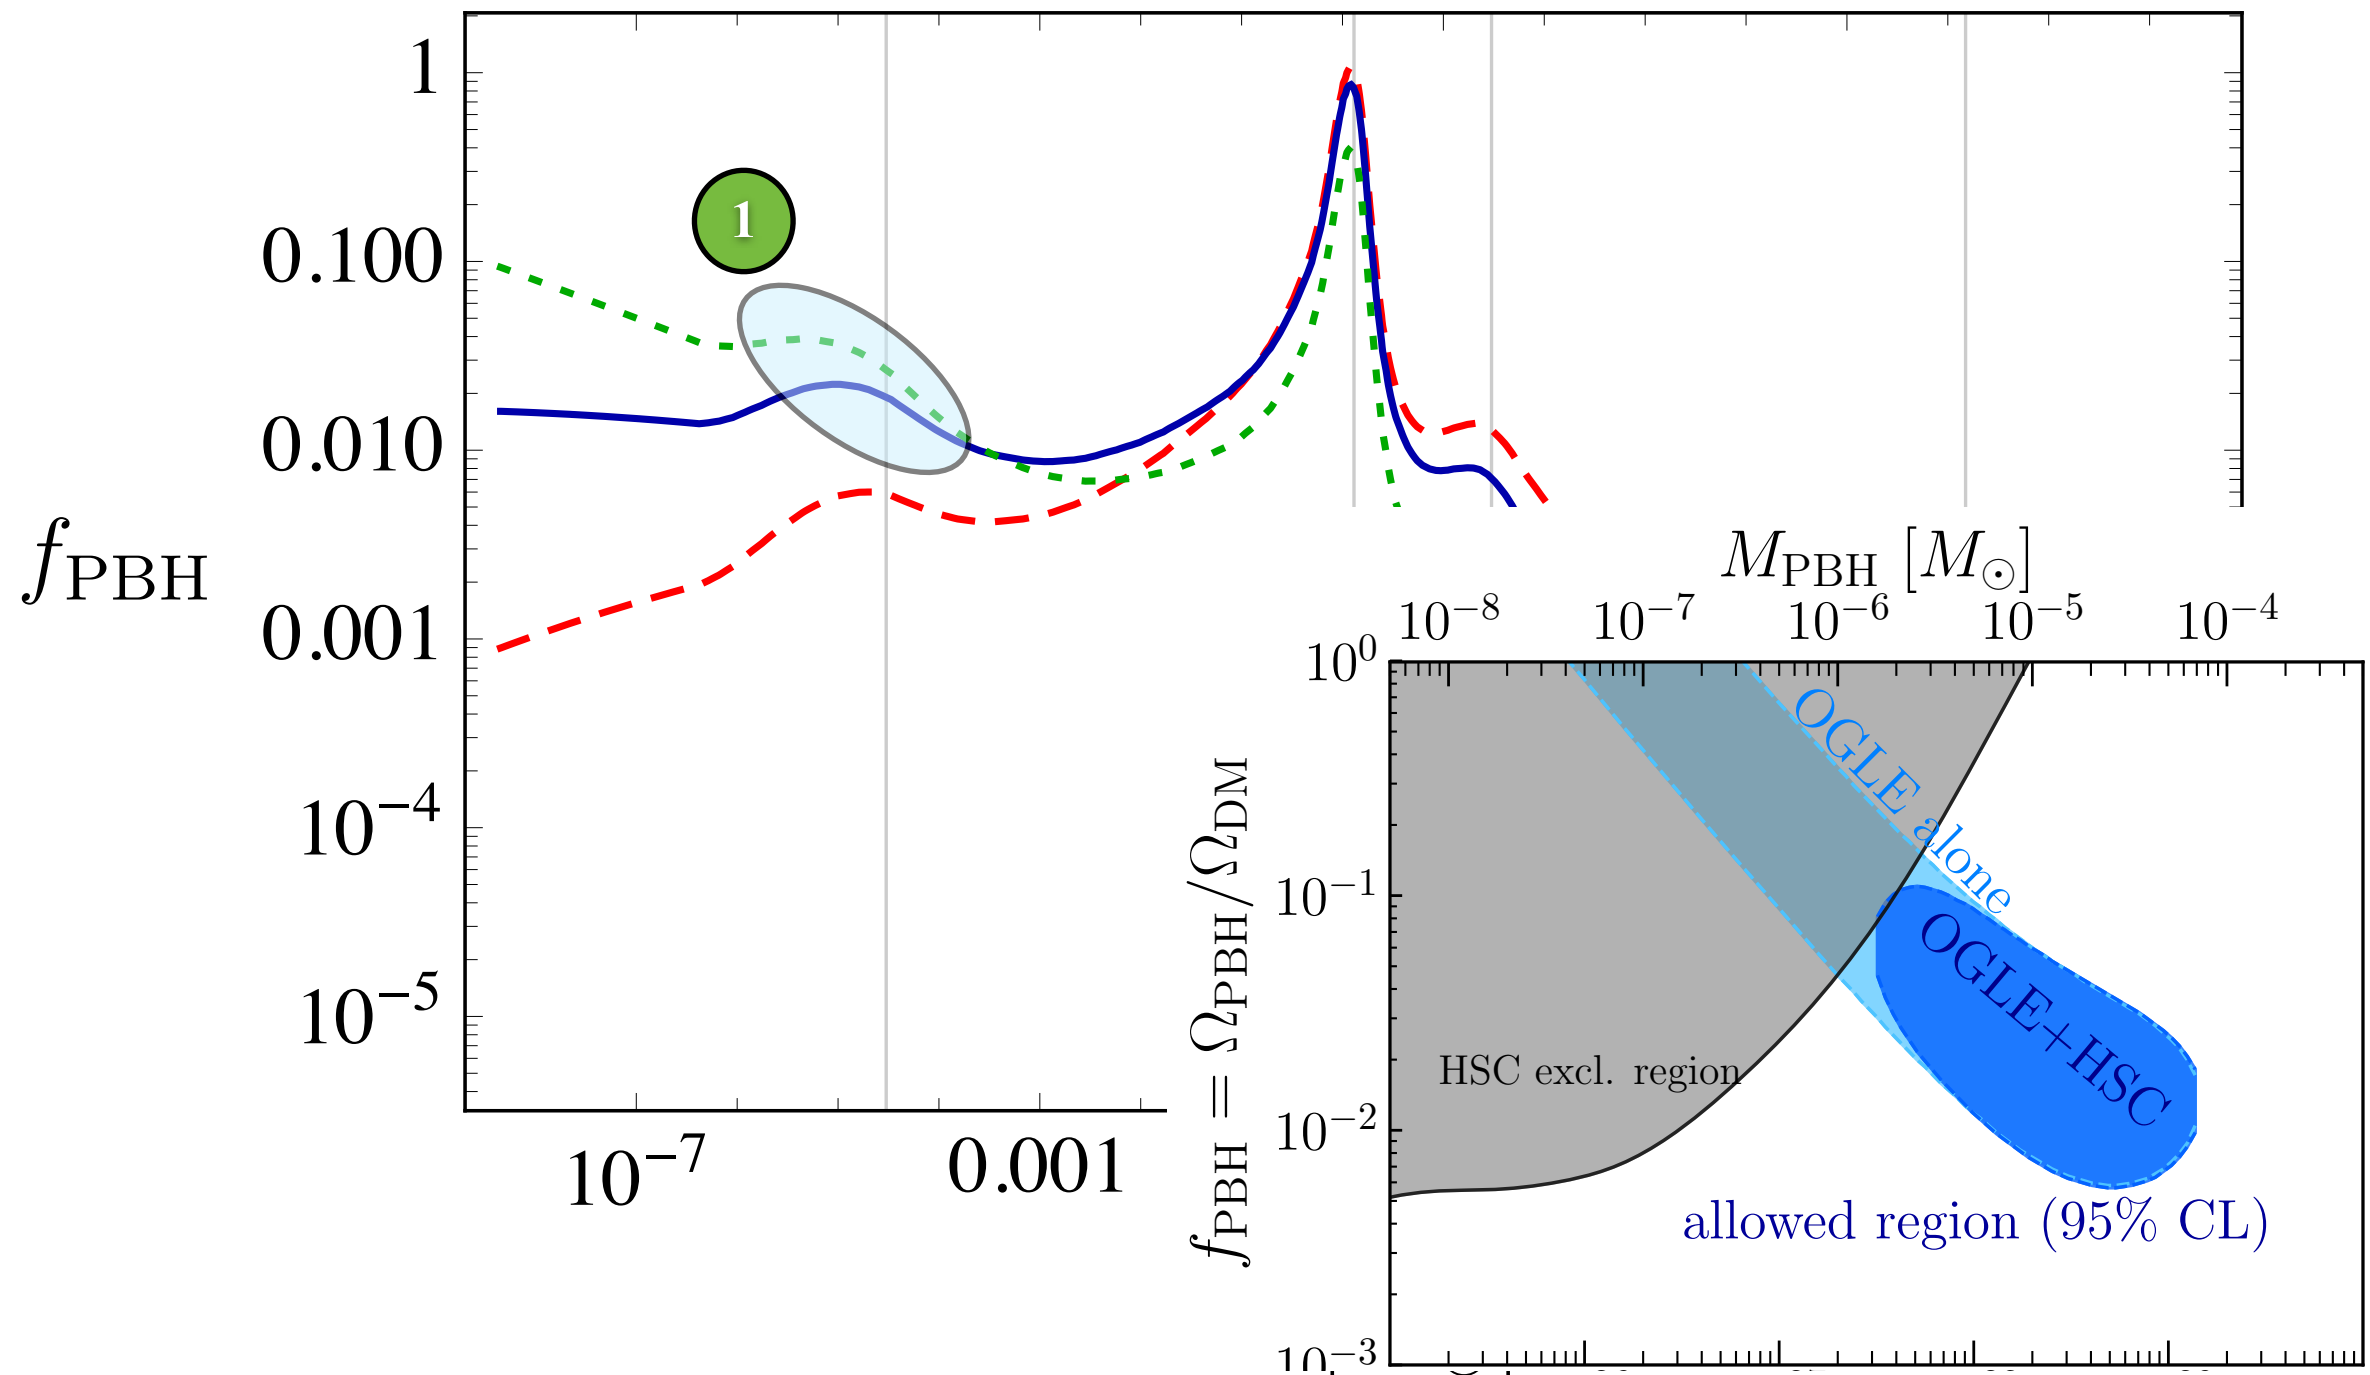 1
1
0.100
0.010
f_PBH
0.001
10^−4
10^−5
10^−7
0.001
M_PBH [M_⊙]
10^−8
10^−7
10^−6
10^−5
10^−4
10^0
10^−1
10^−2
10^−3
f_PBH = Ω_PBH/Ω_DM
OGLE alone
OGLE+HSC
HSC excl. region
allowed region (95% CL)